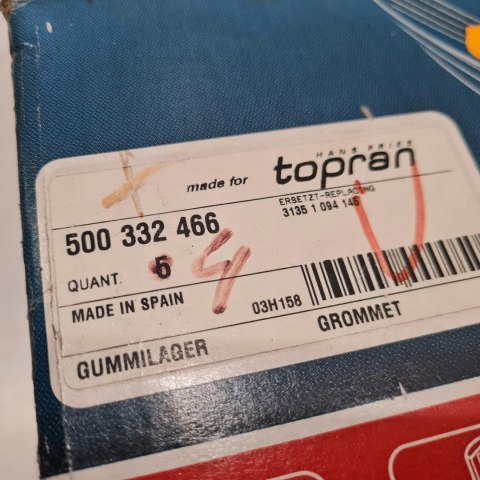 HANS PRIES
made for topran
ERSETZT-REPLACING
3135 1 094 145
500 332 466
QUANT. 5
4
MADE IN SPAIN
03H158
GROMMET
GUMMILAGER